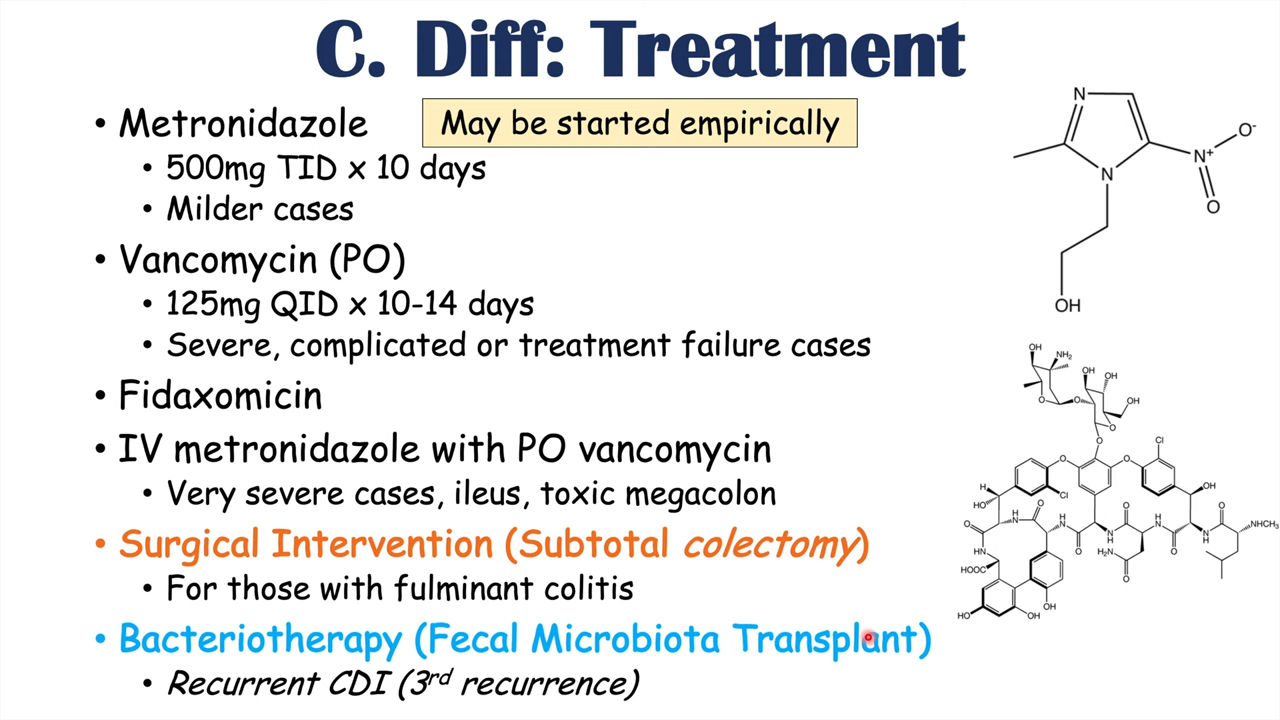 C. Diff: Treatment
• Metronidazole
May be started empirically
• 500mg TID x 10 days
• Milder cases
• Vancomycin (PO)
• 125mg QID x 10-14 days
• Severe, complicated or treatment failure cases
• Fidaxomicin
• IV metronidazole with PO vancomycin
• Very severe cases, ileus, toxic megacolon
• Surgical Intervention (Subtotal colectomy)
• For those with fulminant colitis
• Bacteriotherapy (Fecal Microbiota Transplant)
• Recurrent CDI (3rd recurrence)
N
N
N+
O-
O
OH
OH
NH₂
OH
OH
O
O
OH
O
O
Cl
O
O
H
Cl
OH
HO
O
H
N
O
H
N
O
H
N
O
H
N
O
NHCH₃
NH
N
H
O
N
H
O
N
H
HOOC
H₂N
O
OH
HO
OH